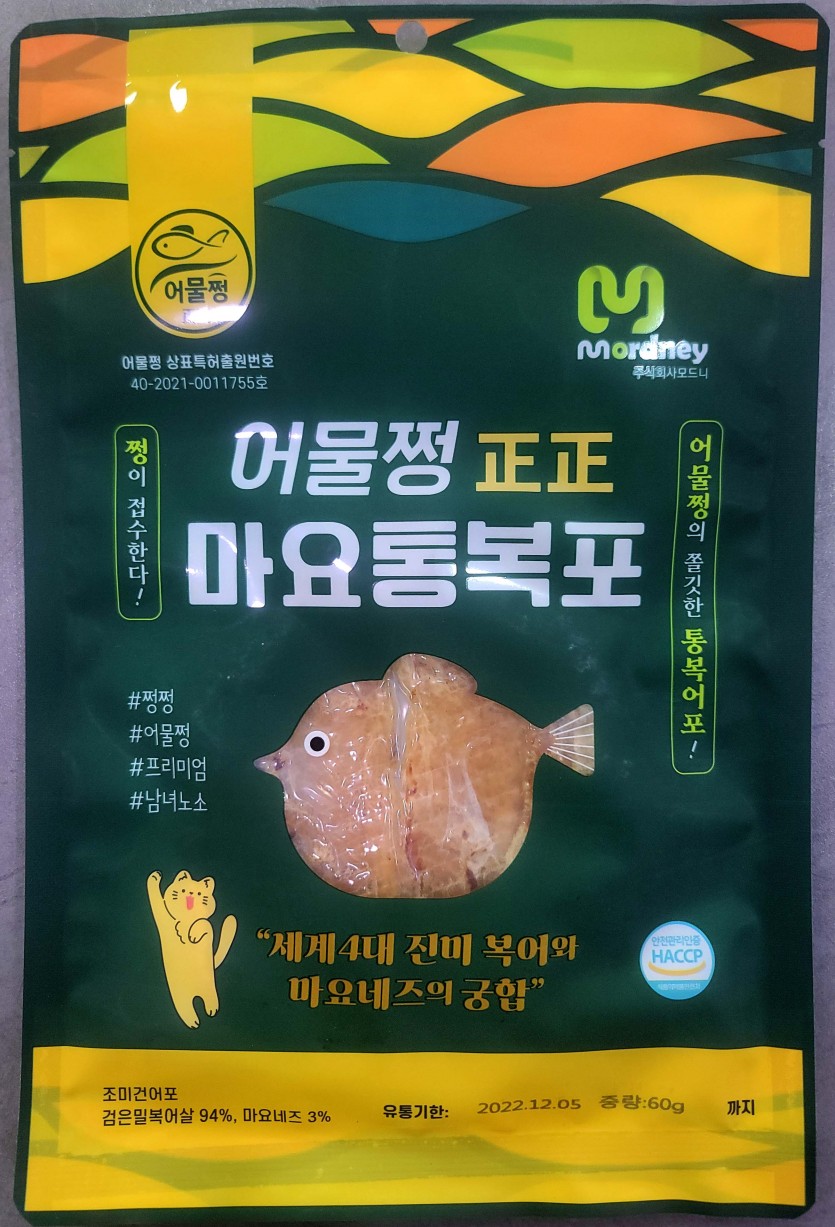 어물쩡
어물쩡 상표특허출원번호
40-2021-0011755호
Mordney
주식회사모드니
어물쩡 正正
마요통복포
쩡이 접수한다!
어물쩡의 쫄깃한 통복어포!
#쩡쩡
#어물쩡
#프리미엄
#남녀노소
“세계4대 진미 복어와
마요네즈의 궁합”
안전관리인증
HACCP
조미건어포
검은밀복어살 94%, 마요네즈 3%
유통기한: 2022.12.05 중량:60g 까지